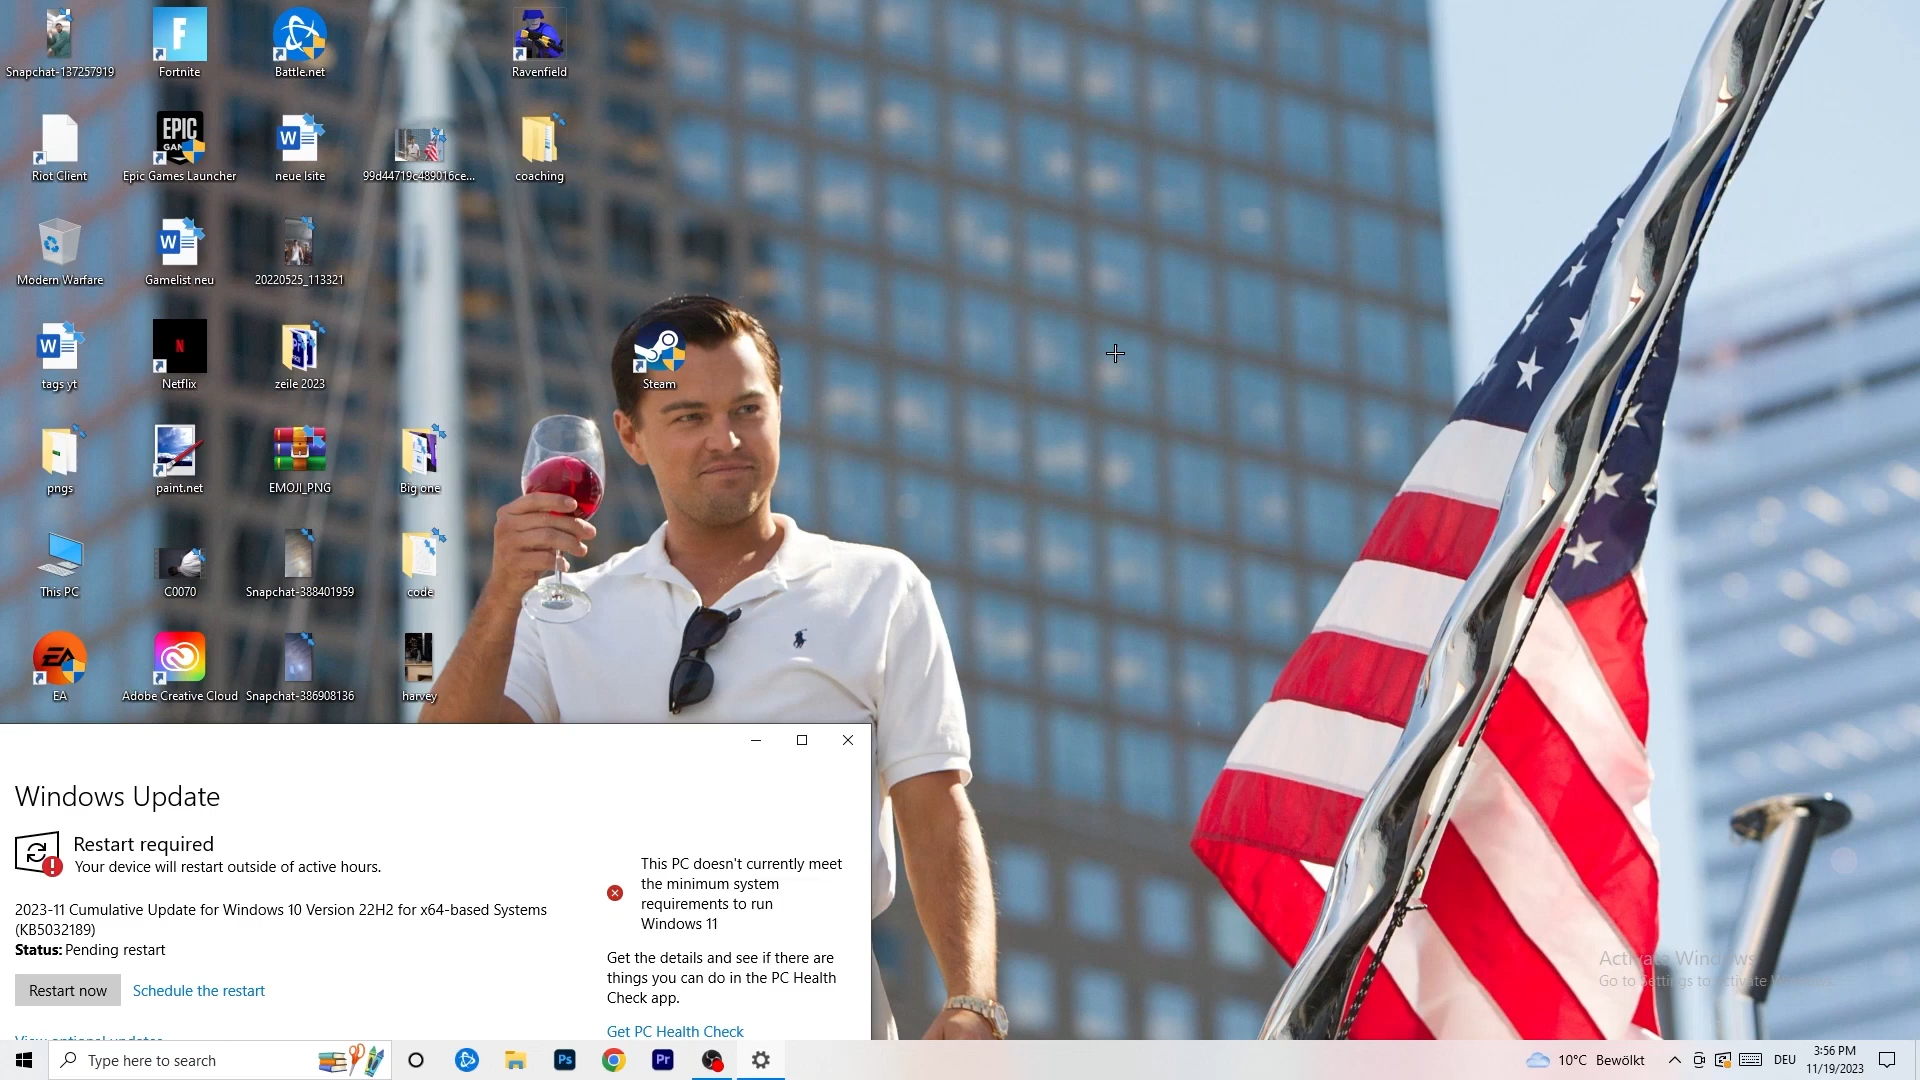 Snapchat-137257919
Fortnite
Battle.net
Ravenfield
Riot Client
EPIC
Epic Games Launcher
neue lsite
99d44719c489016ce...
coaching
Modern Warfare
Gamelist neu
20220525_113321
tags yt
Netflix
zeile 2023
Steam
pngs
paint.net
EMOJI_PNG
Big one
This PC
C0070
Snapchat-388401959
code
EA
Adobe Creative Cloud
Snapchat-386908136
harvey
Windows Update
Restart required
Your device will restart outside of active hours.
2023-11 Cumulative Update for Windows 10 Version 22H2 for x64-based Systems
(KB5032189)
Status: Pending restart
Restart now
Schedule the restart
View optional updates
This PC doesn't currently meet
the minimum system
requirements to run
Windows 11
Get the details and see if there are
things you can do in the PC Health
Check app.
Get PC Health Check
Activate Windows
Go to Settings to activate Windows.
Type here to search
Ps
Pr
10°C Bewölkt
DEU
3:56 PM
11/19/2023